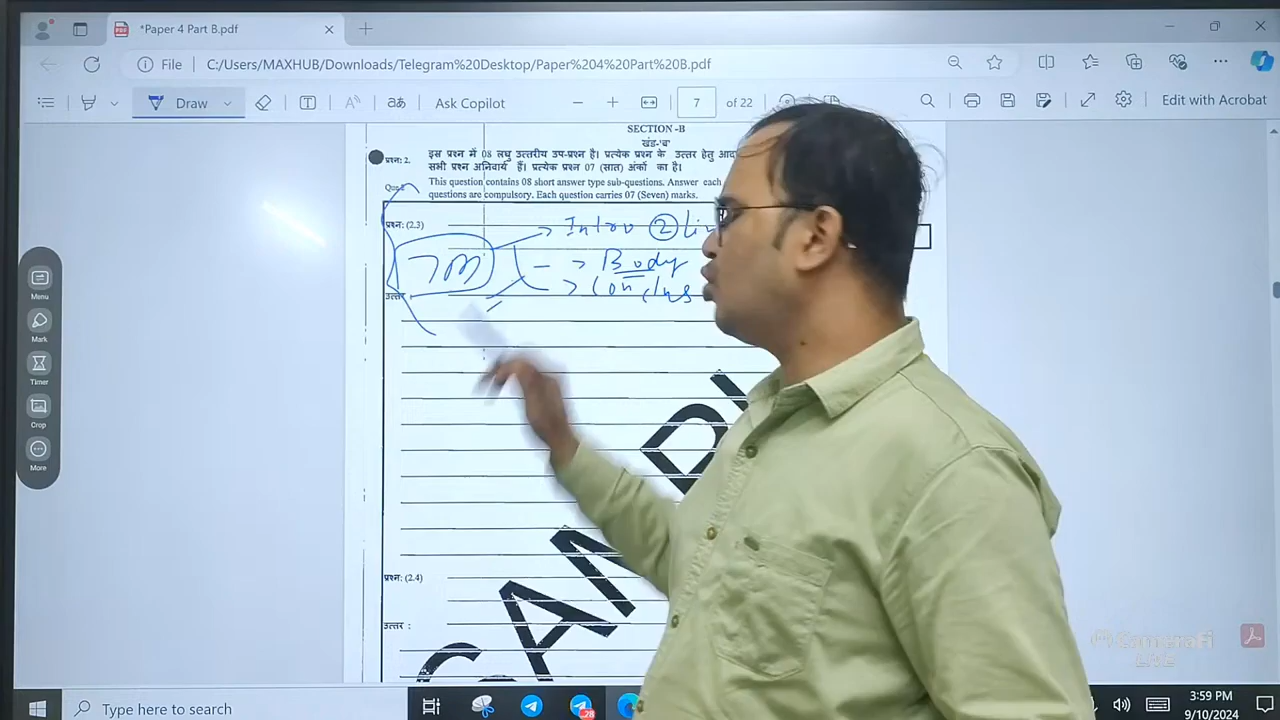 *Paper 4 Part B.pdf
File C:/Users/MAXHUB/Downloads/Telegram%20Desktop/Paper%204%20Part%20B.pdf
Draw Ask Copilot 7 of 22 Edit with Acrobat
SECTION -B
खंड-'ब'
प्रश्न: 2. इस प्रश्न में 08 लघु उत्तरीय उप-प्रश्न है। प्रत्येक प्रश्न के उत्तर हेतु
सभी प्रश्न अनिवार्य हैं। प्रत्येक प्रश्न 07 (सात) अंकों का है।
This question contains 08 short answer type sub-questions. Answer each
questions are compulsory. Each question carries 07 (Seven) marks.
प्रश्न: (2.3)
Intro 2
7m
Body
उत्तर
प्रश्न: (2.4)
उत्तर :
Menu
Mark
Timer
Crop
More
CameraFi
LIVE
Type here to search
28
3:59 PM
9/10/2024